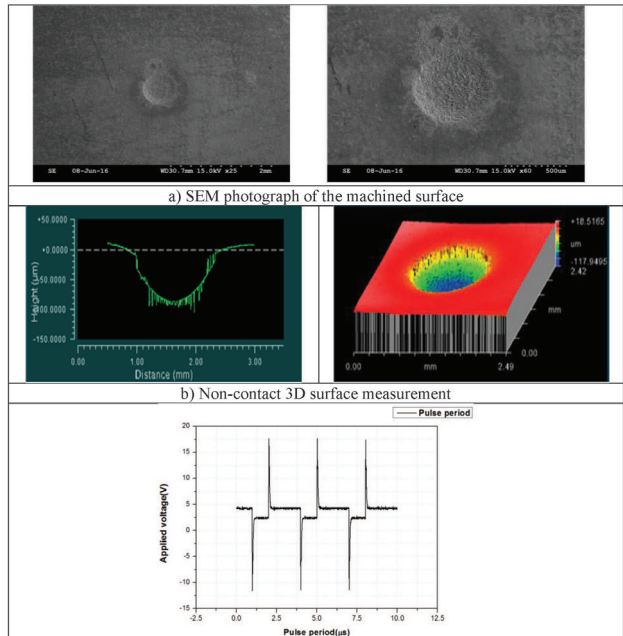 SE 08-Jun-16 WD30.7mm 15.0kV x25 2mm
SE 08-Jun-16 WD30.7mm 15.0kV x60 500um
a) SEM photograph of the machined surface
+50.0000
+0.0000
-50.0000
-100.0000
-150.0000
Height (µm)
0.00 1.00 2.00 3.00
Distance (mm)
+18.5165
um
-117.9495
2.42
mm
0.00
0.00 mm 2.49
b) Non-contact 3D surface measurement
Pulse period
20
15
10
5
0
-5
-10
-15
Applied voltage(V)
-2.5 0.0 2.5 5.0 7.5 10.0 12.5
Pulse period(µs)